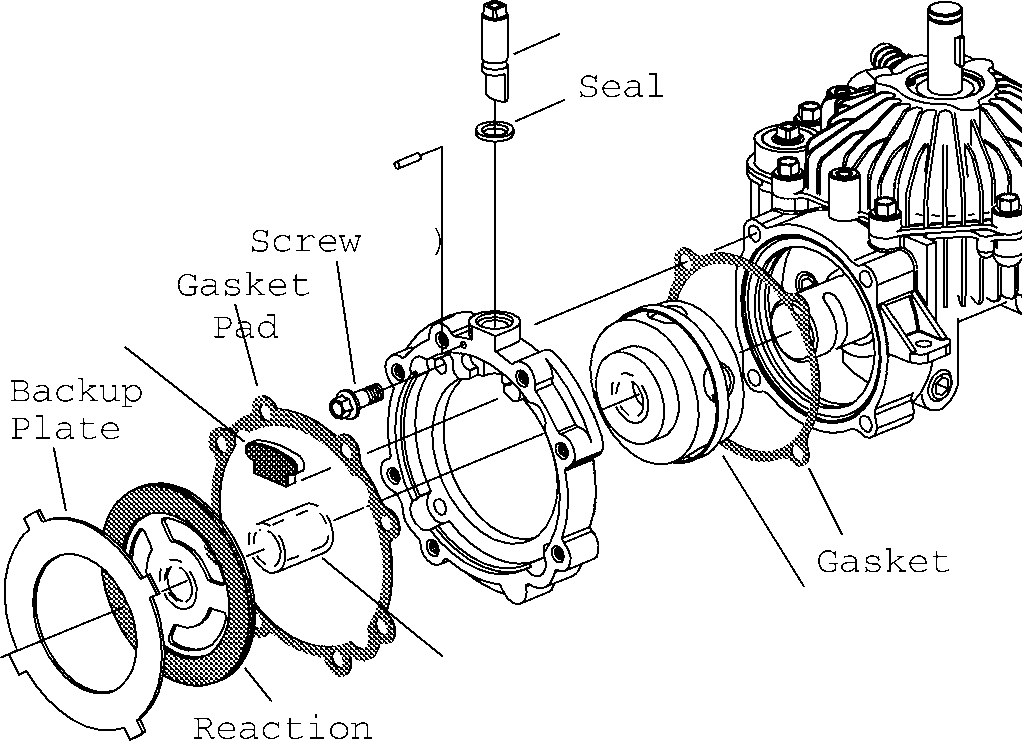 Seal
Screw
Gasket
Pad
Backup
Plate
Gasket
Reaction